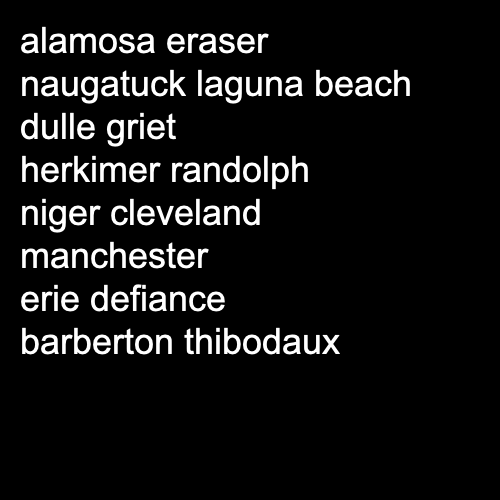 alamosa eraser
naugatuck laguna beach
dulle griet
herkimer randolph
niger cleveland
manchester
erie defiance
barberton thibodaux